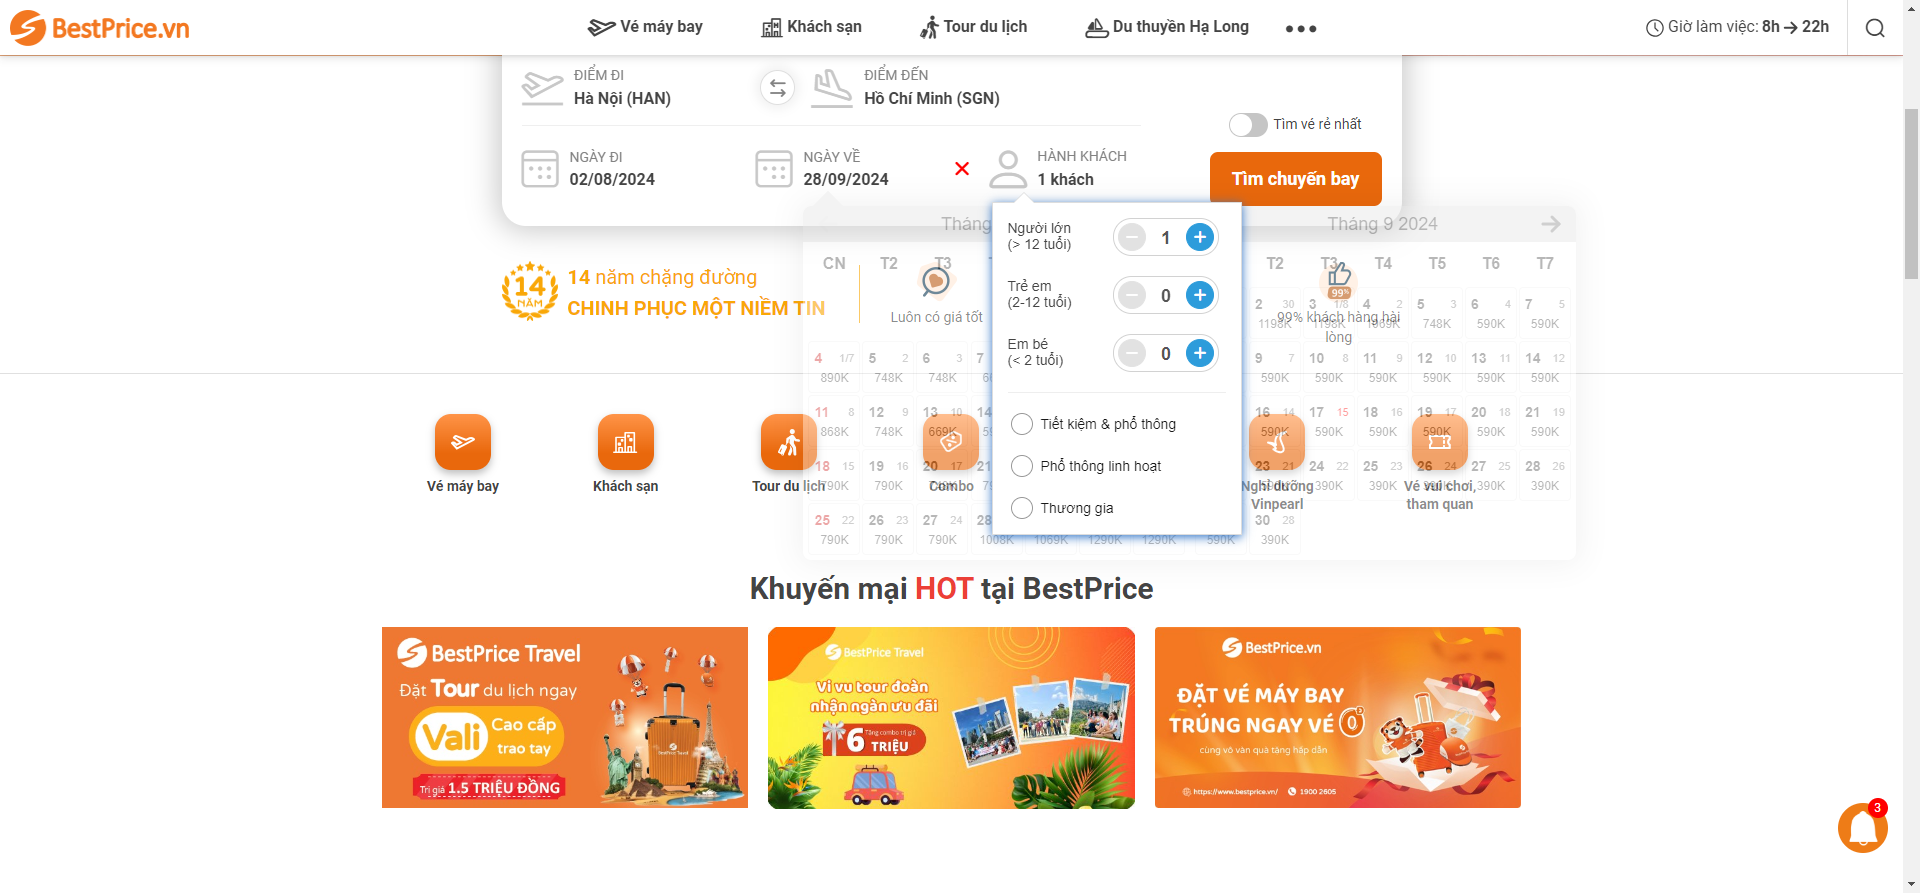 BestPrice.vn
Vé máy bay
Khách sạn
Tour du lịch
Du thuyền Hạ Long
Giờ làm việc: 8h → 22h
ĐIỂM ĐI
Hà Nội (HAN)
ĐIỂM ĐẾN
Hồ Chí Minh (SGN)
Tìm vé rẻ nhất
NGÀY ĐI
02/08/2024
NGÀY VỀ
28/09/2024
HÀNH KHÁCH
1 khách
Tìm chuyến bay
Tháng 9 2024
Người lớn
(> 12 tuổi)
1
Trẻ em
(2-12 tuổi)
0
Em bé
(< 2 tuổi)
0
Tiết kiệm & phổ thông
Phổ thông linh hoạt
Thương gia
14 NĂM
14 năm chặng đường
CHINH PHỤC MỘT NIỀM TIN
Luôn có giá tốt
99%
99% khách hàng hài
lòng
CN T2 T3
T2 T3 T4 T5 T6 T7
2 30 3 1/8 4 2 5 3 6 4 7 5
1198K 1198K 1069K 748K 590K 590K
4 1/7 5 2 6 3 7
890K 748K 748K
9 7 10 8 11 9 12 10 13 11 14 12
590K 590K 590K 590K 590K 590K
11 8 12 9 13 10 14
868K 748K 669K
16 14 17 15 18 16 19 17 20 18 21 19
590K 590K 590K 590K 590K 590K
18 15 19 16 20 17 21
790K 790K
23 21 24 22 25 23 26 24 27 25 28 26
390K 390K 390K 390K 390K
25 22 26 23 27 24 28
790K 790K 790K 1008K 1069K 1290K 1290K 590K
30 28
390K
Vé máy bay
Khách sạn
Tour du lịch
Combo
Nghỉ dưỡng
Vinpearl
Vé vui chơi,
tham quan
Khuyến mại HOT tại BestPrice
BestPrice Travel
Đặt Tour du lịch ngay
Vali Cao cấp
trao tay
Trị giá 1.5 TRIỆU ĐỒNG
BestPrice Travel
Vi vu tour đoàn
nhận ngàn ưu đãi
Tặng combo trị giá
6 TRIỆU
BestPrice.vn
ĐẶT VÉ MÁY BAY
TRÚNG NGAY VÉ 0đ
cùng vô vàn quà tặng hấp dẫn
https://www.bestprice.vn/
1900 2605
3